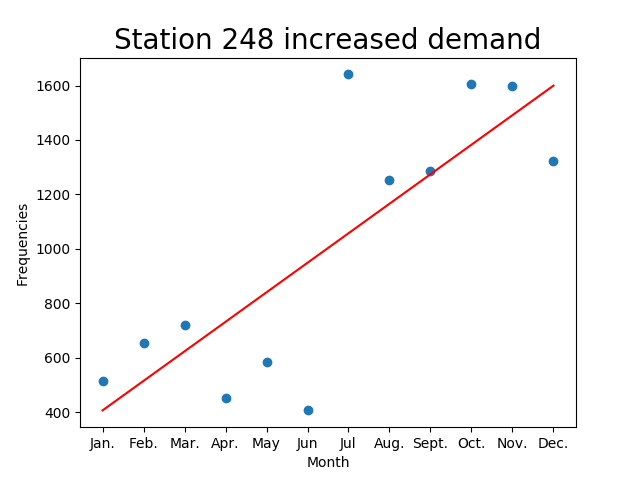 Station 248 increased demand
1600
1400
1200
1000
800
600
400
Frequencies
Jan. Feb. Mar. Apr. May Jun Jul Aug. Sept. Oct. Nov. Dec.
Month